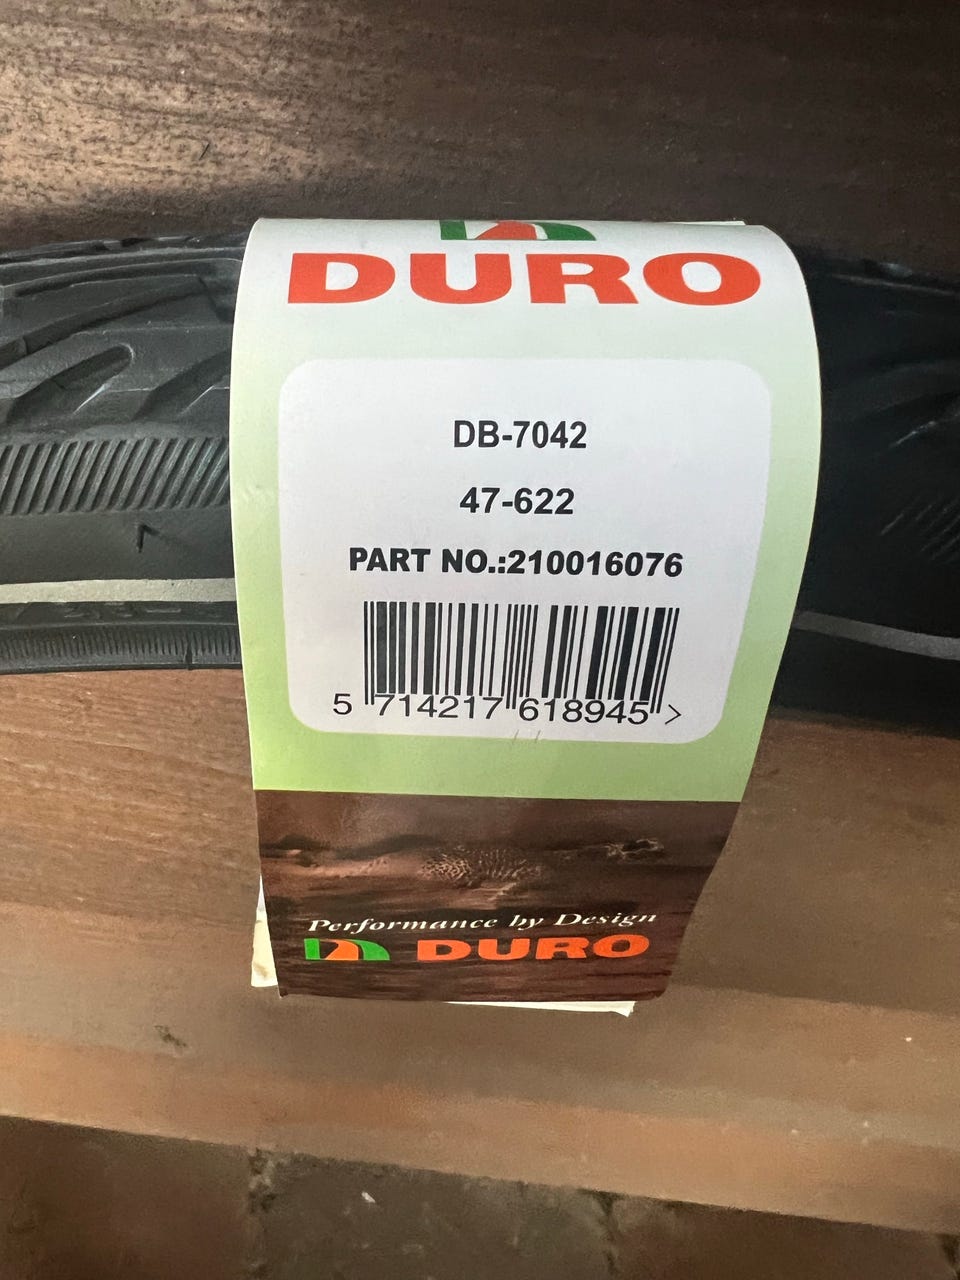 DURO
DB-7042
47-622
PART NO.:210016076
5 714217 618945 >
Performance by Design
DURO